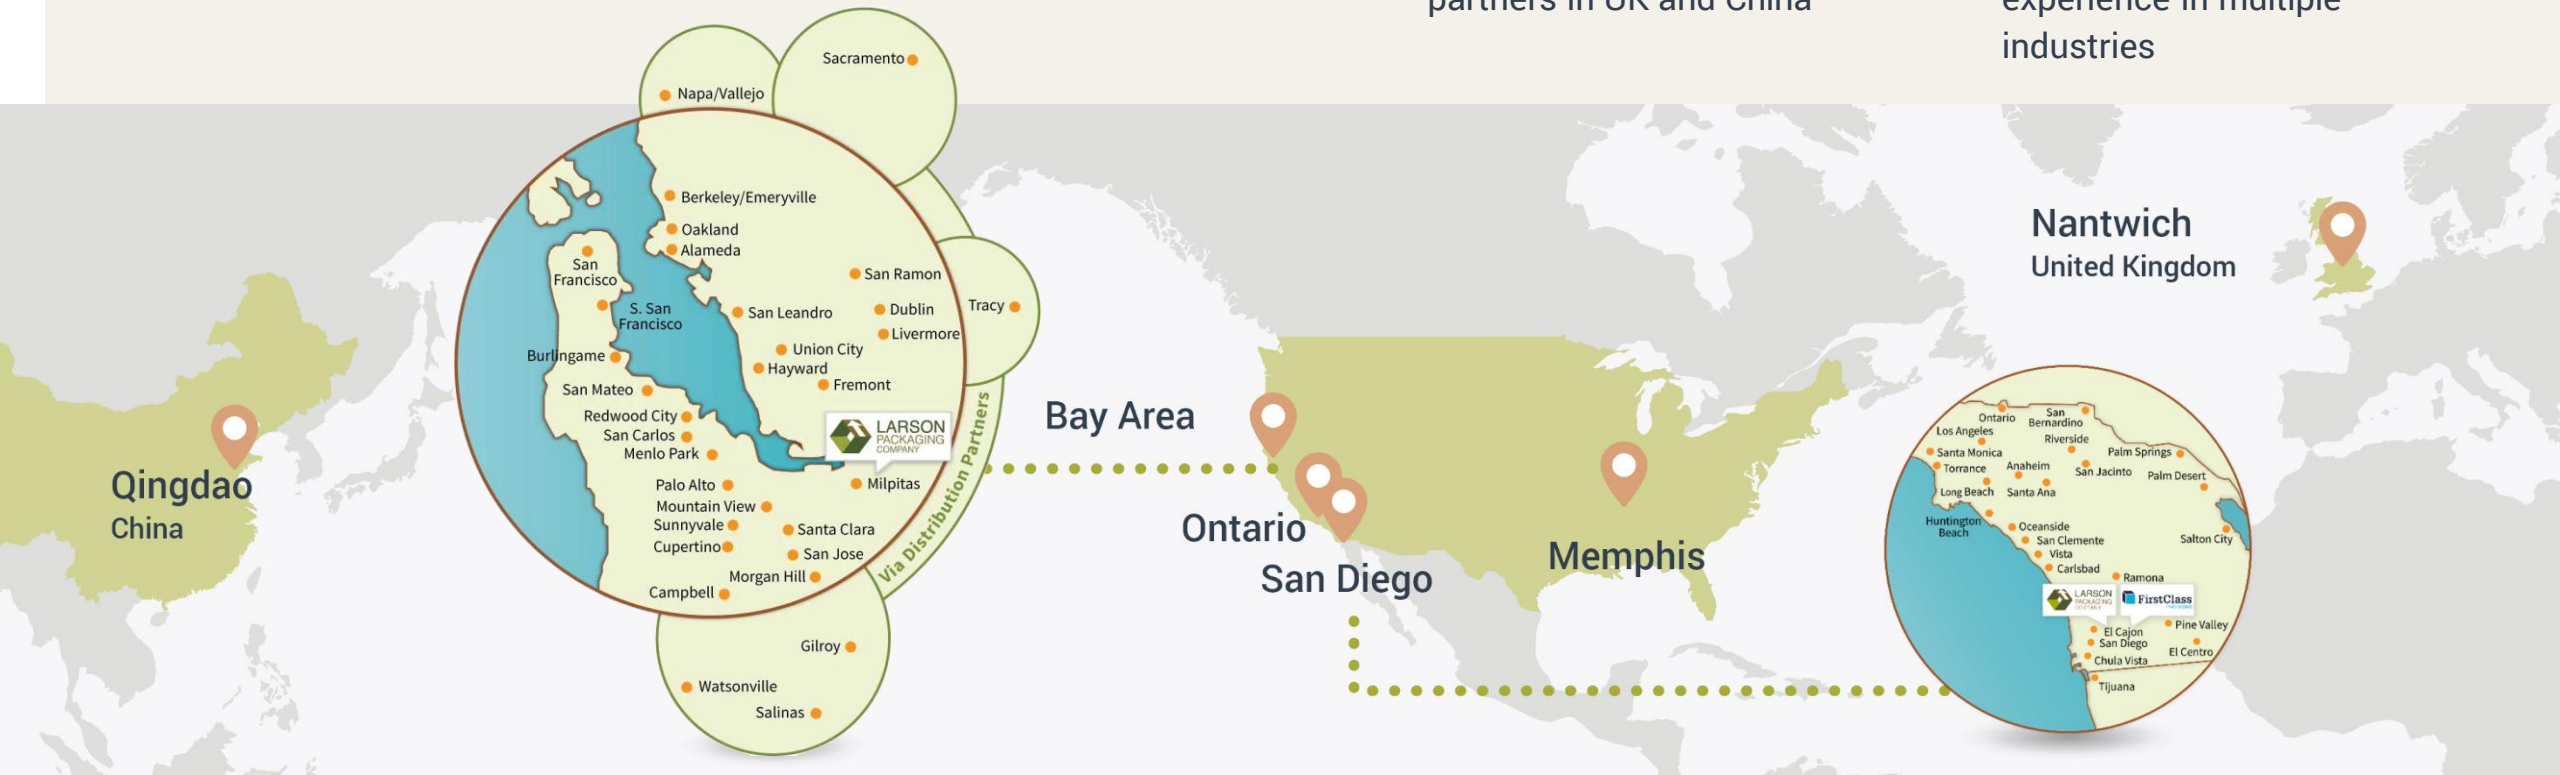 partners in UK and China
experience in multiple
industries
Sacramento
Napa/Vallejo
Berkeley/Emeryville
Oakland
Alameda
San
Francisco
San Ramon
S. San
Francisco
San Leandro
Dublin
Tracy
Livermore
Burlingame
Union City
Hayward
San Mateo
Fremont
Redwood City
San Carlos
Menlo Park
LARSON
PACKAGING
COMPANY
Palo Alto
Milpitas
Mountain View
Sunnyvale
Santa Clara
Cupertino
San Jose
Morgan Hill
Campbell
Via Distribution Partners
Gilroy
Watsonville
Salinas
Qingdao
China
Bay Area
Ontario
San Diego
Memphis
Nantwich
United Kingdom
Ontario
San
Bernardino
Los Angeles
Riverside
Santa Monica
Palm Springs
Torrance
Anaheim
San Jacinto
Palm Desert
Long Beach
Santa Ana
Huntington
Beach
Oceanside
San Clemente
Salton City
Vista
Carlsbad
Ramona
LARSON
PACKAGING
COMPANY
FirstClass
Pine Valley
El Cajon
San Diego
El Centro
Chula Vista
Tijuana